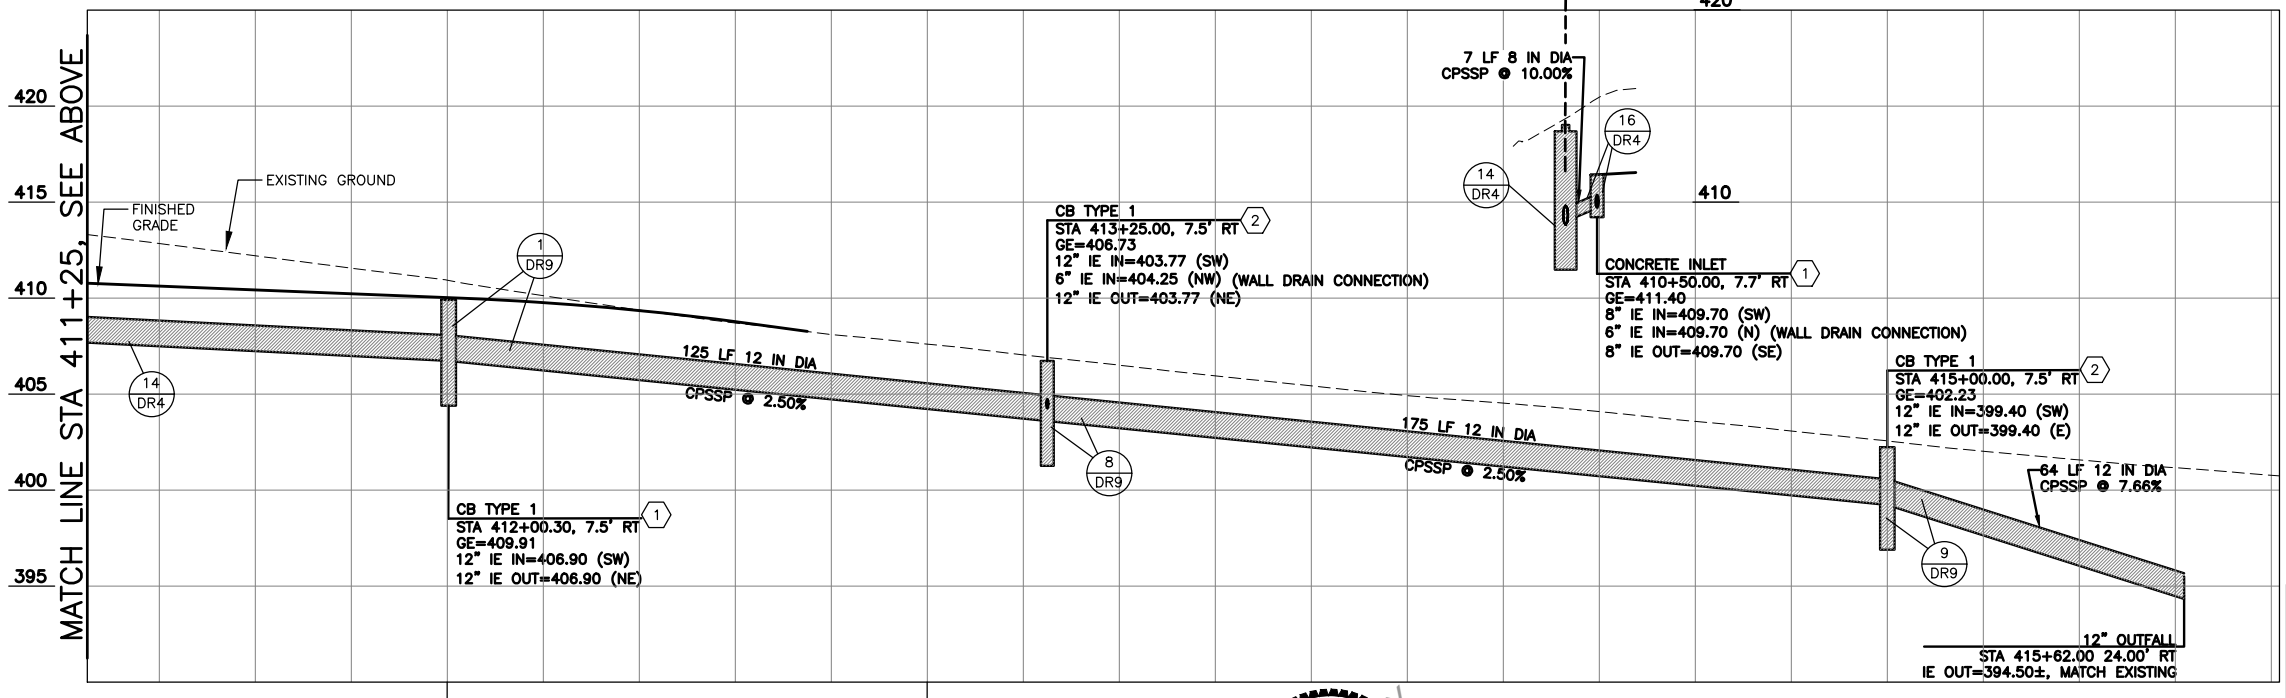 MATCH LINE STA 411+25, SEE ABOVE
420
415
410
405
400
395
EXISTING GROUND
FINISHED
GRADE
14
DR4
1
DR9
CB TYPE 1
1
STA 412+00.30, 7.5' RT
GE=409.91
12" IE IN=406.90 (SW)
12" IE OUT=406.90 (NE)
125 LF 12 IN DIA
CPSSP @ 2.50%
CB TYPE 1
2
STA 413+25.00, 7.5' RT
GE=406.73
12" IE IN=403.77 (SW)
6" IE IN=404.25 (NW) (WALL DRAIN CONNECTION)
12" IE OUT=403.77 (NE)
8
DR9
175 LF 12 IN DIA
CPSSP @ 2.50%
420
410
7 LF 8 IN DIA
CPSSP @ 10.00%
16
DR4
14
DR4
CONCRETE INLET
1
STA 410+50.00, 7.7' RT
GE=411.40
8" IE IN=409.70 (SW)
6" IE IN=409.70 (N) (WALL DRAIN CONNECTION)
8" IE OUT=409.70 (SE)
CB TYPE 1
2
STA 415+00.00, 7.5' RT
GE=402.23
12" IE IN=399.40 (SW)
12" IE OUT=399.40 (E)
64 LF 12 IN DIA
CPSSP @ 7.66%
9
DR9
12" OUTFALL
STA 415+62.00 24.00' RT
IE OUT=394.50±, MATCH EXISTING